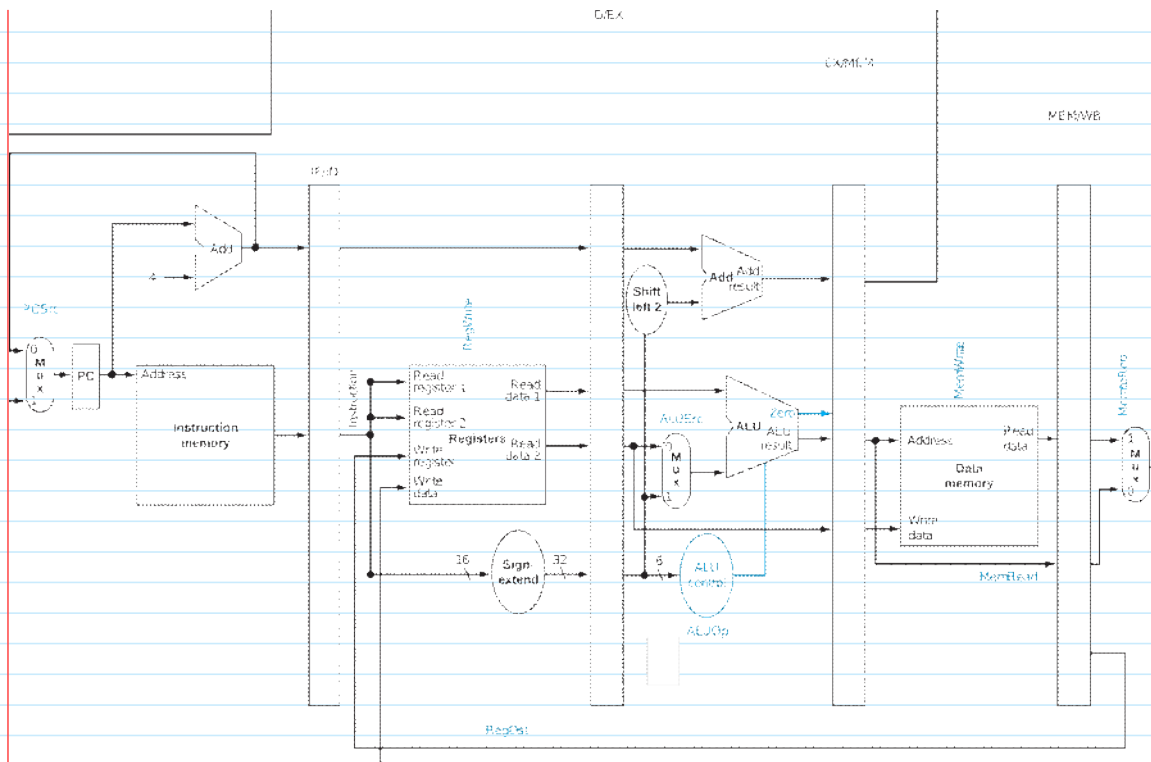 D/EX
EX/MEM
MEM/WB
IF/ID
Add
4
Add
Add
result
Shift
left 2
PCSrc
RegWrite
0
M
u
x
1
PC
Address
Instruction
memory
Instruction
Read
register 1
Read
register 2
Registers
Write
register
Write
data
Read
data 1
Read
data 2
ALUSrc
0
M
u
x
1
Zero
ALU
ALU
result
MemWrite
Address
Read
data
Data
memory
Write
data
MemtoReg
1
M
u
x
0
16
Sign-
extend
32
6
ALU
control
MemRead
ALUOp
RegDst